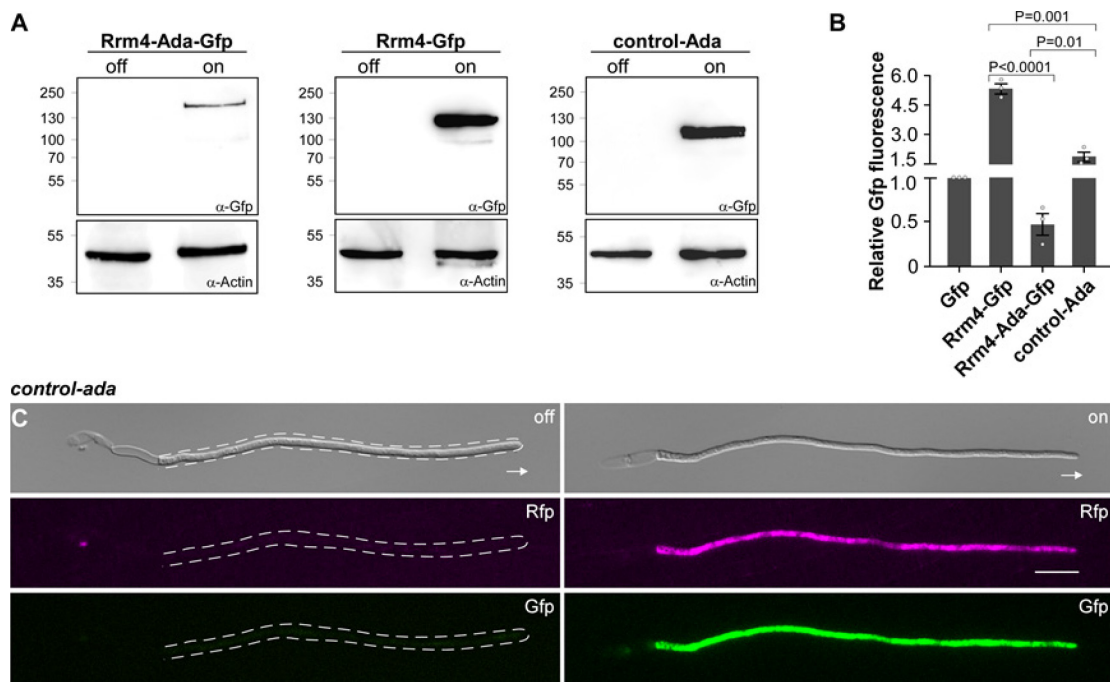 A
Rrm4-Ada-Gfp
off on
250
130
100
70
55
α-Gfp
55
35
α-Actin
Rrm4-Gfp
off on
250
130
100
70
55
α-Gfp
55
35
α-Actin
control-Ada
off on
250
130
100
70
55
α-Gfp
55
35
α-Actin
B
P=0.001
P=0.01
P<0.0001
Relative Gfp fluorescence
6.0
4.5
3.0
1.5
1.0
0.5
0
Gfp
Rrm4-Gfp
Rrm4-Ada-Gfp
control-Ada
control-ada
C
off
on
Rfp
Rfp
Gfp
Gfp